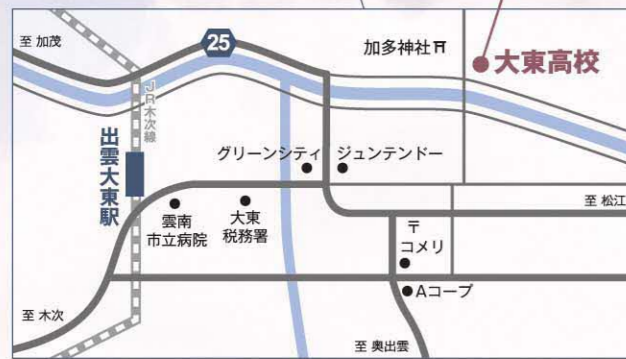 至 加茂
25
加多神社
大東高校
JR木次線
出雲大東駅
グリーンシティ
ジュンテンドー
至 松江
雲南
市立病院
大東
税務署
〒
コメリ
Aコープ
至 木次
至 奥出雲